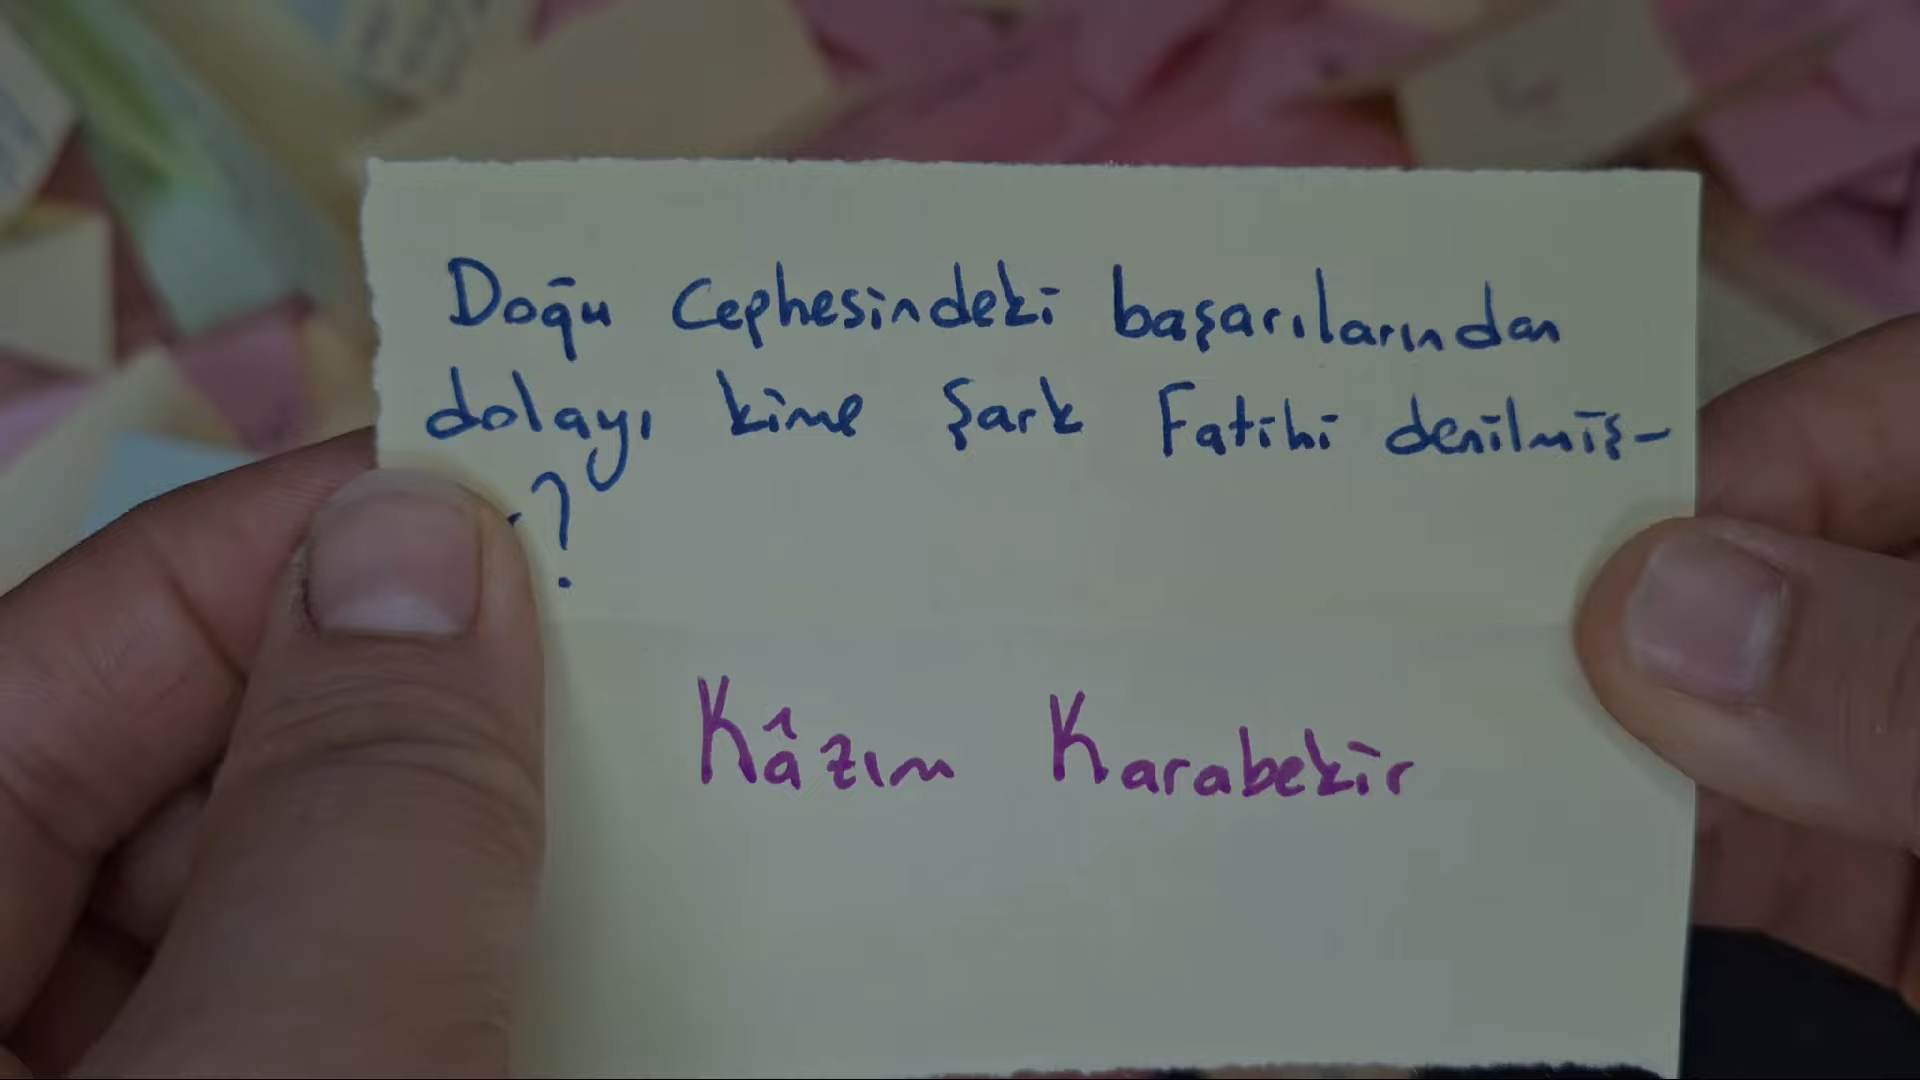 Doğu Cephesindeki başarılarından
dolayı kime Şark Fatihi denilmiş-
?
Kâzım Karabekir